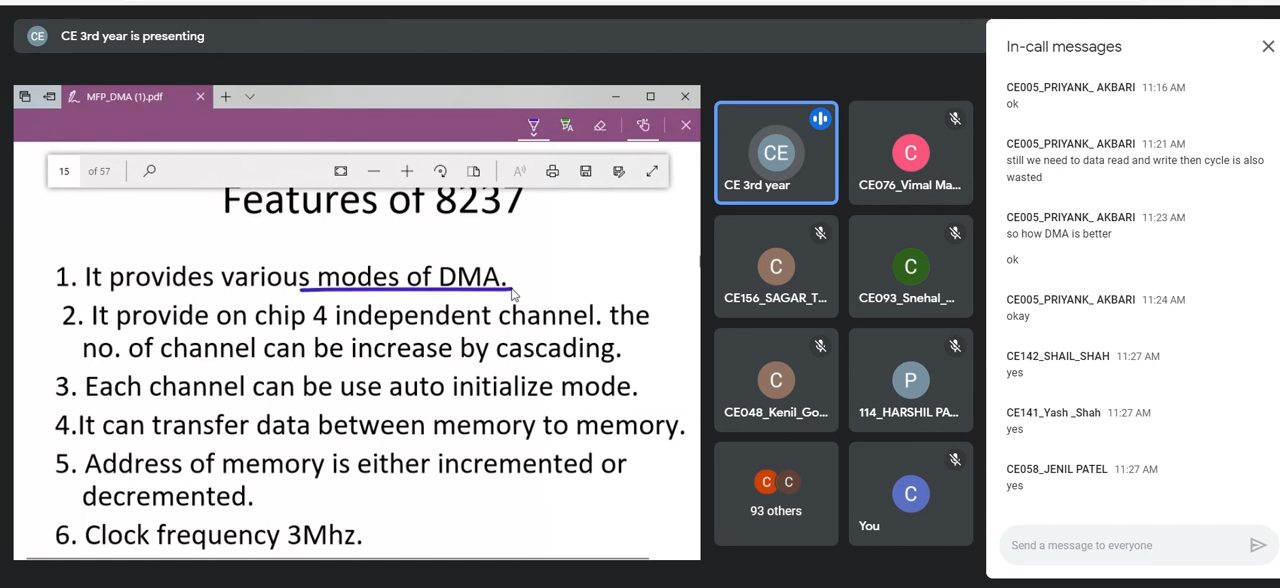 CE CE 3rd year is presenting
MFP_DMA (1).pdf
15 of 57
Features of 8237
1. It provides various modes of DMA.
2. It provide on chip 4 independent channel. the
no. of channel can be increase by cascading.
3. Each channel can be use auto initialize mode.
4.It can transfer data between memory to memory.
5. Address of memory is either incremented or
decremented.
6. Clock frequency 3Mhz.
CE
CE 3rd year
C
CE076_Vimal Ma...
C
CE156_SAGAR_T...
C
CE093_Snehal_...
C
CE048_Kenil_Go...
P
114_HARSHIL PA...
C C
93 others
C
You
In-call messages
CE005_PRIYANK_ AKBARI 11:16 AM
ok
CE005_PRIYANK_ AKBARI 11:21 AM
still we need to data read and write then cycle is also
wasted
CE005_PRIYANK_ AKBARI 11:23 AM
so how DMA is better
ok
CE005_PRIYANK_ AKBARI 11:24 AM
okay
CE142_SHAIL_SHAH 11:27 AM
yes
CE141_Yash _Shah 11:27 AM
yes
CE058_JENIL PATEL 11:27 AM
yes
Send a message to everyone